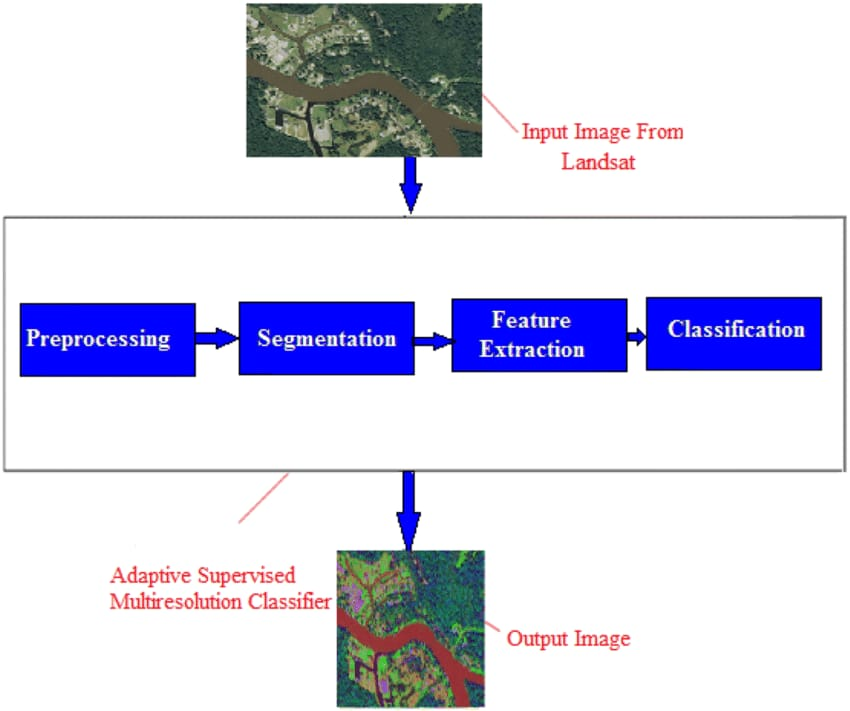 Input Image From
Landsat
Preprocessing
Segmentation
Feature
Extraction
Classification
Adaptive Supervised
Multiresolution Classifier
Output Image